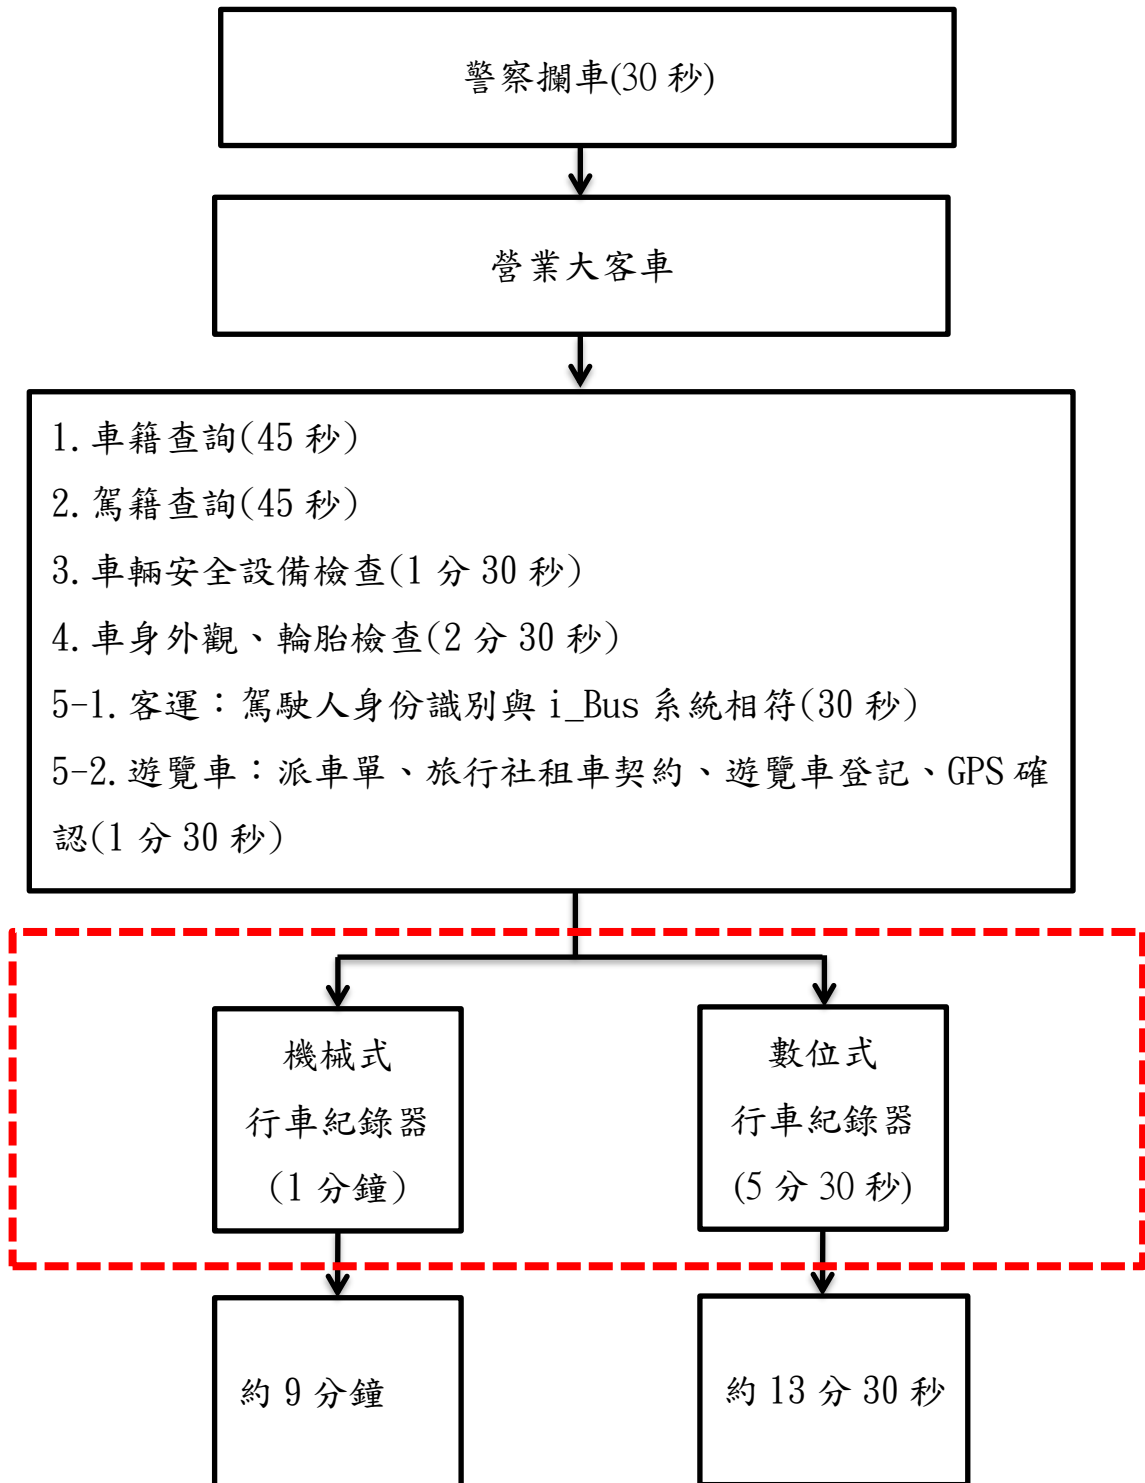 警察攔車(30 秒)
營業大客車
1.車籍查詢(45 秒)
2.駕籍查詢(45 秒)
3.車輛安全設備檢查(1 分 30 秒)
4.車身外觀、輪胎檢查(2 分 30 秒)
5-1.客運：駕駛人身份識別與 i_Bus 系統相符(30 秒)
5-2.遊覽車：派車單、旅行社租車契約、遊覽車登記、GPS 確
認(1 分 30 秒)
機械式
行車紀錄器
(1 分鐘)
數位式
行車紀錄器
(5 分 30 秒)
約 9 分鐘
約 13 分 30 秒